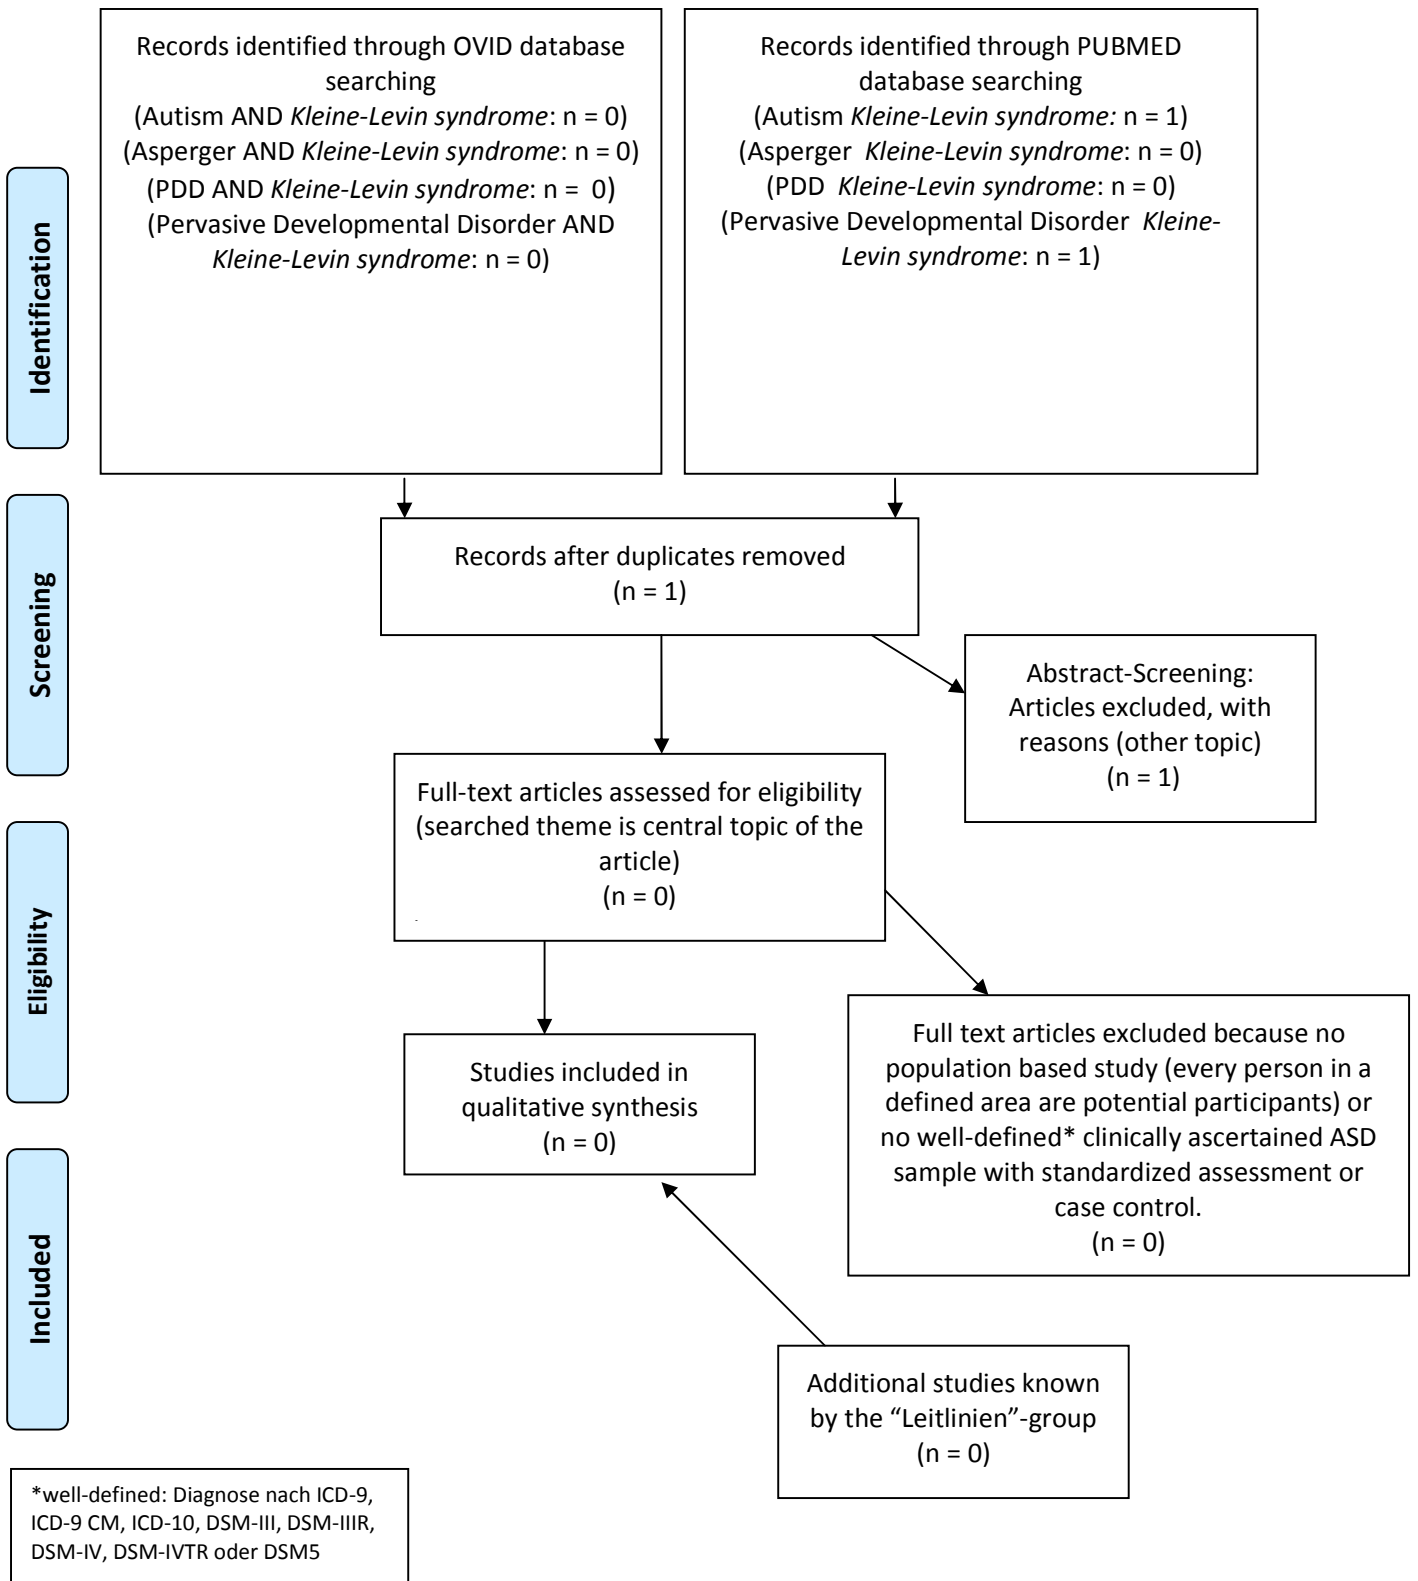 Records identified through OVID database
searching
(Autism AND Kleine-Levin syndrome: n = 0)
(Asperger AND Kleine-Levin syndrome: n = 0)
(PDD AND Kleine-Levin syndrome: n =  0)
(Pervasive Developmental Disorder AND
Kleine-Levin syndrome: n = 0)
Records identified through PUBMED
database searching
(Autism Kleine-Levin syndrome: n = 1)
(Asperger  Kleine-Levin syndrome: n = 0)
(PDD  Kleine-Levin syndrome: n = 0)
(Pervasive Developmental Disorder  Kleine-
Levin syndrome: n = 1)
Identification
Screening
Records after duplicates removed
(n = 1)
Abstract-Screening:
Articles excluded, with
reasons (other topic)
(n = 1)
Full-text articles assessed for eligibility
(searched theme is central topic of the
article)
(n = 0)
Eligibility
Full text articles excluded because no
population based study (every person in a
defined area are potential participants) or
no well-defined* clinically ascertained ASD
sample with standardized assessment or
case control.
(n = 0)
Studies included in
qualitative synthesis
(n = 0)
Included
Additional studies known
by the “Leitlinien”-group
(n = 0)
*well-defined: Diagnose nach ICD-9,
ICD-9 CM, ICD-10, DSM-III, DSM-IIIR,
DSM-IV, DSM-IVTR oder DSM5